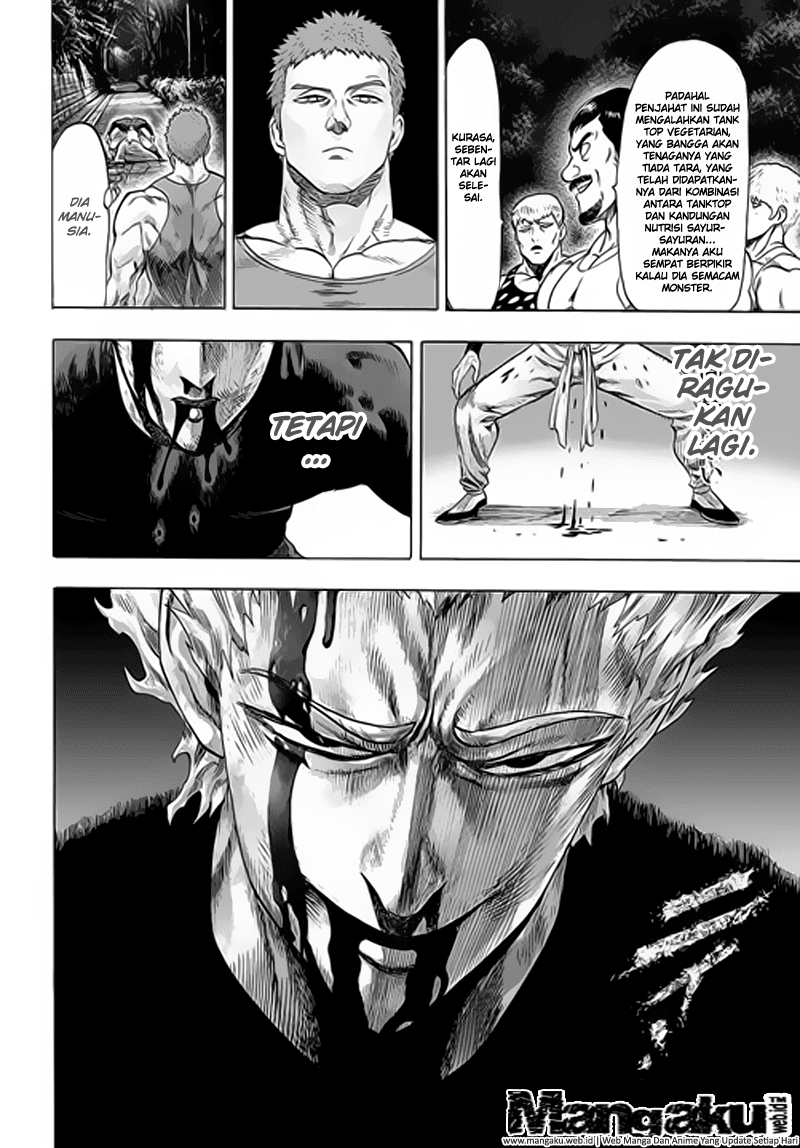 PADAHAL
PENJAHAT INI SUDAH
MENGALAHKAN TANK
TOP VEGETARIAN,
YANG BANGGA AKAN
TENAGANYA YANG
TIADA TARA, YANG
TELAH DIDAPATKAN-
NYA DARI KOMBINASI
ANTARA TANKTOP
DAN KANDUNGAN
NUTRISI SAYUR-
SAYURAN...
MAKANYA AKU
SEMPAT BERPIKIR
KALAU DIA SEMACAM
MONSTER.
KURASA,
SEBEN-
TAR LAGI
AKAN
SELE-
SAI.
DIA
MANU-
SIA.
TAK DI-
RAGU-
KAN
LAGI.
TETAPI
...
Mangaku
web.id
www.mangaku.web.id | Web Manga Dan Anime Yang Update Setiap Hari